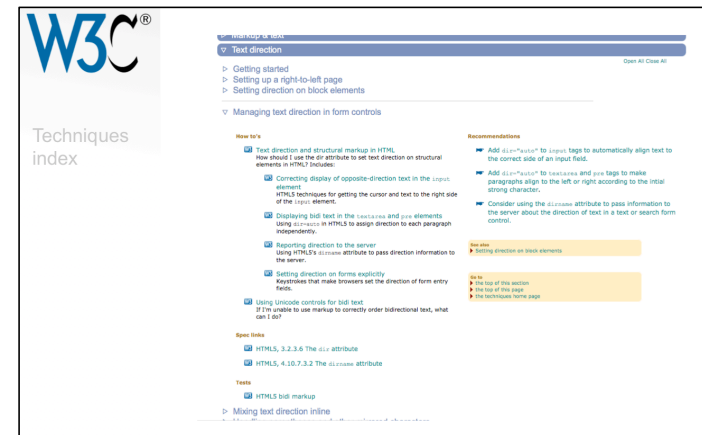 W3C®
Techniques
index
Markup & text
Text direction
Open All Close All
Getting started
Setting up a right-to-left page
Setting direction on block elements
Managing text direction in form controls
How to's
Text direction and structural markup in HTML
How should I use the dir attribute to set text direction on structural
elements in HTML? Includes:
Correcting display of opposite-direction text in the input
element
HTML5 techniques for getting the cursor and text to the right side
of the input element.
Displaying bidi text in the textarea and pre elements
Using dir=auto in HTML5 to assign direction to each paragraph
independently.
Reporting direction to the server
Using HTML5's dirname attribute to pass direction information to
the server.
Setting direction on forms explicitly
Keystrokes that make browsers set the direction of form entry
fields.
Using Unicode controls for bidi text
If I'm unable to use markup to correctly order bidirectional text, what
can I do?
Spec links
HTML5, 3.2.3.6 The dir attribute
HTML5, 4.10.7.3.2 The dirname attribute
Tests
HTML5 bidi markup
Mixing text direction inline
Recommendations
Add dir="auto" to input tags to automatically align text to
the correct side of an input field.
Add dir="auto" to textarea and pre tags to make
paragraphs align to the left or right according to the intial
strong character.
Consider using the dirname attribute to pass information to
the server about the direction of text in a text or search form
control.
See also
Setting direction on block elements
Go to
the top of this section
the top of this page
the techniques home page